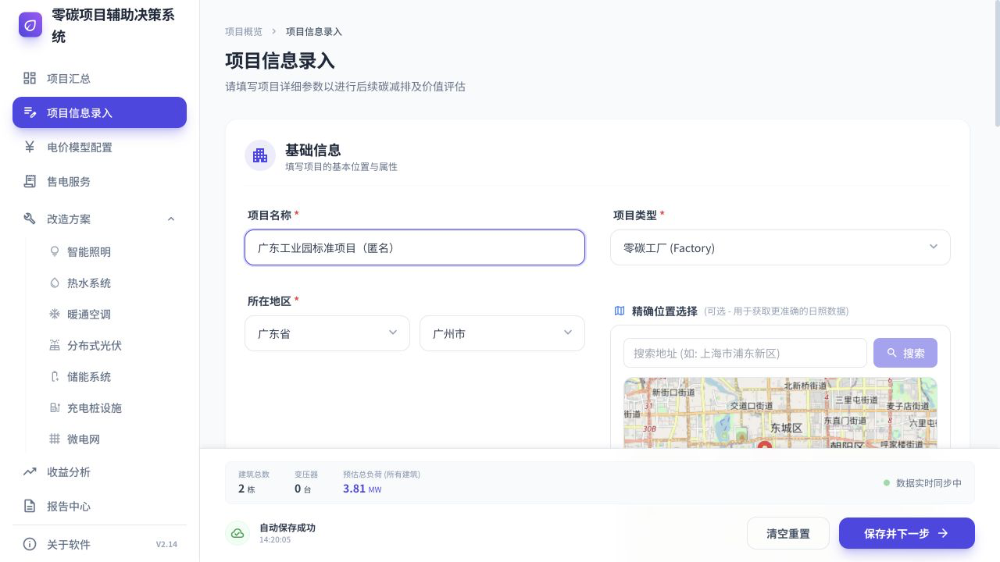 零碳项目辅助决策系
统
项目汇总
项目信息录入
电价模型配置
售电服务
改造方案
智能照明
热水系统
暖通空调
分布式光伏
储能系统
充电桩设施
微电网
收益分析
报告中心
关于软件
V2.14
项目概览
项目信息录入
项目信息录入
请填写项目详细参数以进行后续碳减排及价值评估
基础信息
填写项目的基本位置与属性
项目名称 *
广东工业园标准项目（匿名）
项目类型 *
零碳工厂 (Factory)
所在地区 *
广东省
广州市
精确位置选择 (可选 - 用于获取更准确的日照数据)
搜索地址 (如: 上海市浦东新区)
搜索
新街口街道
北新桥街道
31
交道口街道
4
三里屯街道
6
麦子店街道
街道
30B
东城区
东直门街道
8
六里屯街
朝阳区
呼家楼街道
建筑总数
2 栋
变压器
0 台
预估总负荷 (所有建筑)
3.81 MW
数据实时同步中
自动保存成功
14:20:05
清空重置
保存并下一步